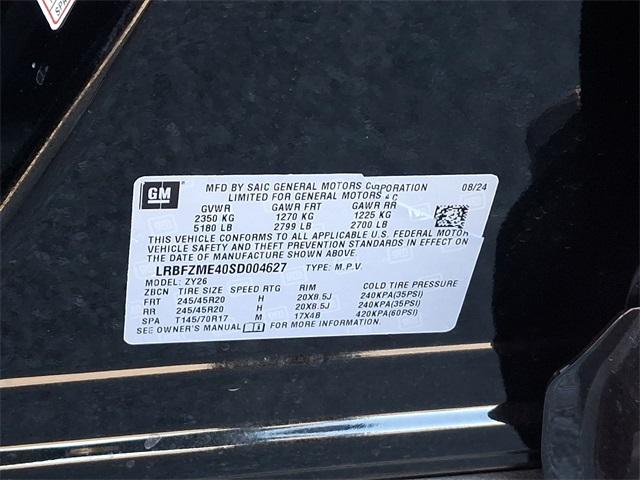 GM
MFD BY SAIC GENERAL MOTORS CORPORATION 08/24
LIMITED FOR GENERAL MOTORS
GVWR GAWR FRT GAWR RR
2350 KG 1270 KG 1225 KG
5180 LB 2799 LB 2700 LB
THIS VEHICLE CONFORMS TO ALL APPLICABLE U.S. FEDERAL MOTOR
VEHICLE SAFETY AND THEFT PREVENTION STANDARDS IN EFFECT ON
THE DATE OF MANUFACTURE SHOWN ABOVE.
LRBFZME40SD004627 TYPE: M.P.V.
MODEL: ZY26
ZBCN TIRE SIZE SPEED RTG RIM COLD TIRE PRESSURE
FRT 245/45R20 H 20X8.5J 240KPA(35PSI)
RR 245/45R20 H 20X8.5J 240KPA(35PSI)
SPA T145/70R17 M 17X4B 420KPA(60PSI)
SEE OWNER'S MANUAL FOR MORE INFORMATION.